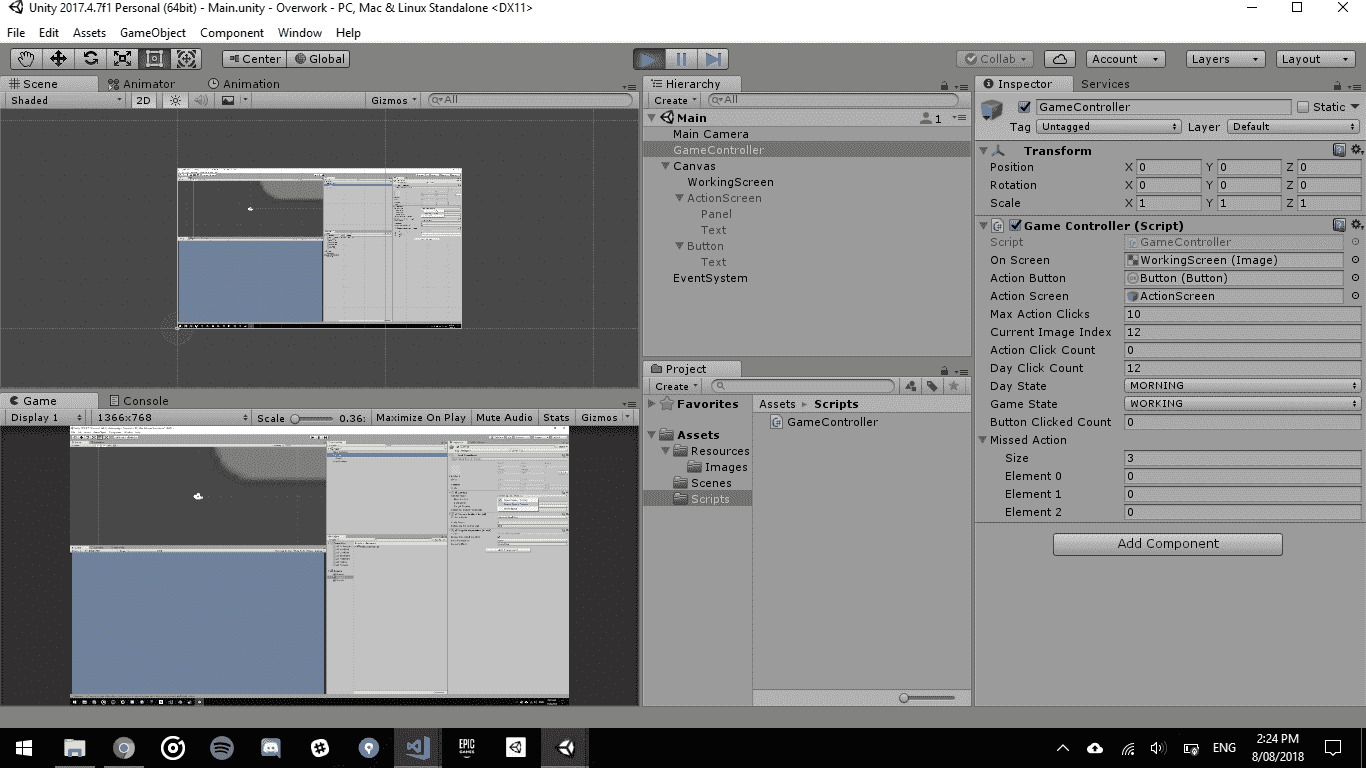 Unity 2017.4.7f1 Personal (64bit) - Main.unity - Overwork - PC, Mac & Linux Standalone <DX11>
File Edit Assets GameObject Component Window Help
Center Global
Collab Account Layers Layout
Scene Animator Animation
Shaded 2D Gizmos All
Hierarchy
Create All
Main 1
Main Camera
GameController
Canvas
WorkingScreen
ActionScreen
Panel
Text
Button
Text
EventSystem
Inspector Services
GameController Static
Tag Untagged Layer Default
Transform
Position X 0 Y 0 Z 0
Rotation X 0 Y 0 Z 0
Scale X 1 Y 1 Z 1
Game Controller (Script)
Script GameController
On Screen WorkingScreen (Image)
Action Button Button (Button)
Action Screen ActionScreen
Max Action Clicks 10
Current Image Index 12
Action Click Count 0
Day Click Count 12
Day State MORNING
Game State WORKING
Button Clicked Count 0
Missed Action
Size 3
Element 0 0
Element 1 0
Element 2 0
Add Component
Game Console
Display 1 1366x768 Scale 0.36: Maximize On Play Mute Audio Stats Gizmos
Project
Create
Favorites
Assets
Resources
Images
Scenes
Scripts
Assets Scripts
GameController
EPIC GAMES
ENG
2:24 PM
8/08/2018